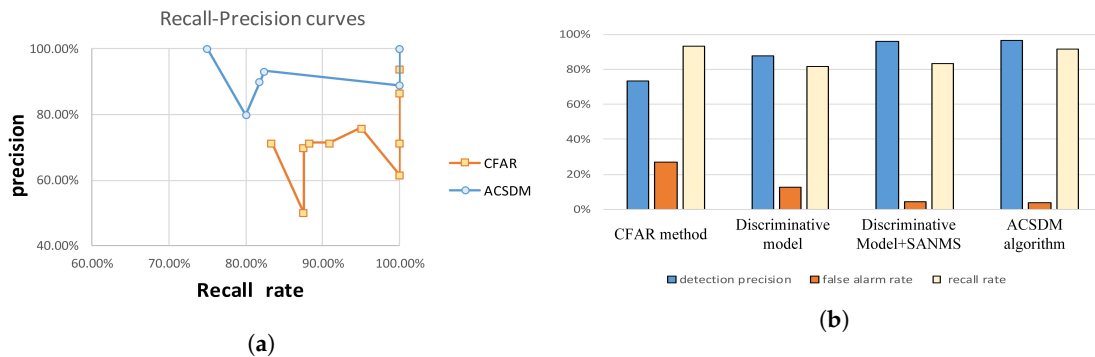 Recall-Precision curves
100.00%
80.00%
60.00%
40.00%
precision
60.00%
70.00%
80.00%
90.00%
100.00%
Recall rate
CFAR
ACSDM
(a)
100%
80%
60%
40%
20%
0%
CFAR method
Discriminative
model
Discriminative
Model+SANMS
ACSDM
algorithm
detection precision
false alarm rate
recall rate
(b)